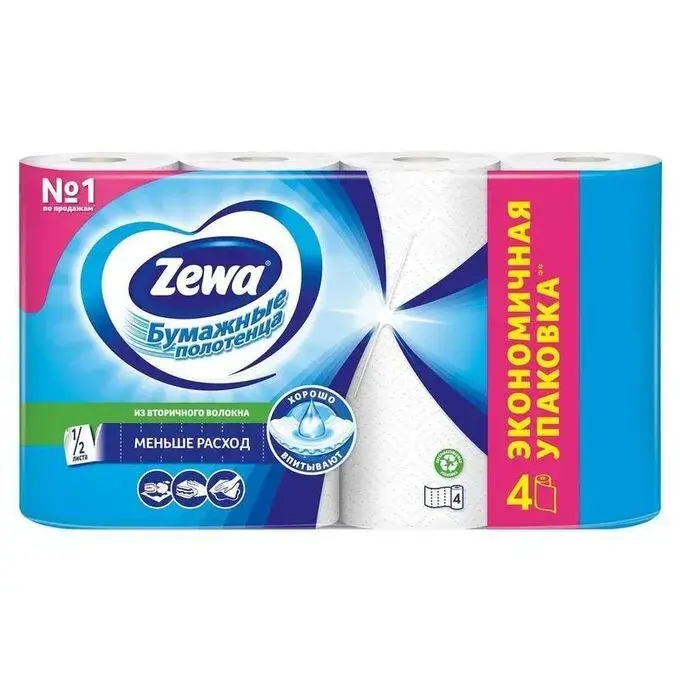 №1
по продажам*
Zewa®
Бумажные
полотенца
ИЗ ВТОРИЧНОГО ВОЛОКНА
1/2
ЛИСТА
МЕНЬШЕ РАСХОД
ХОРОШО
ВПИТЫВАЮТ
4
ЭКОНОМИЧНАЯ
УПАКОВКА**
4